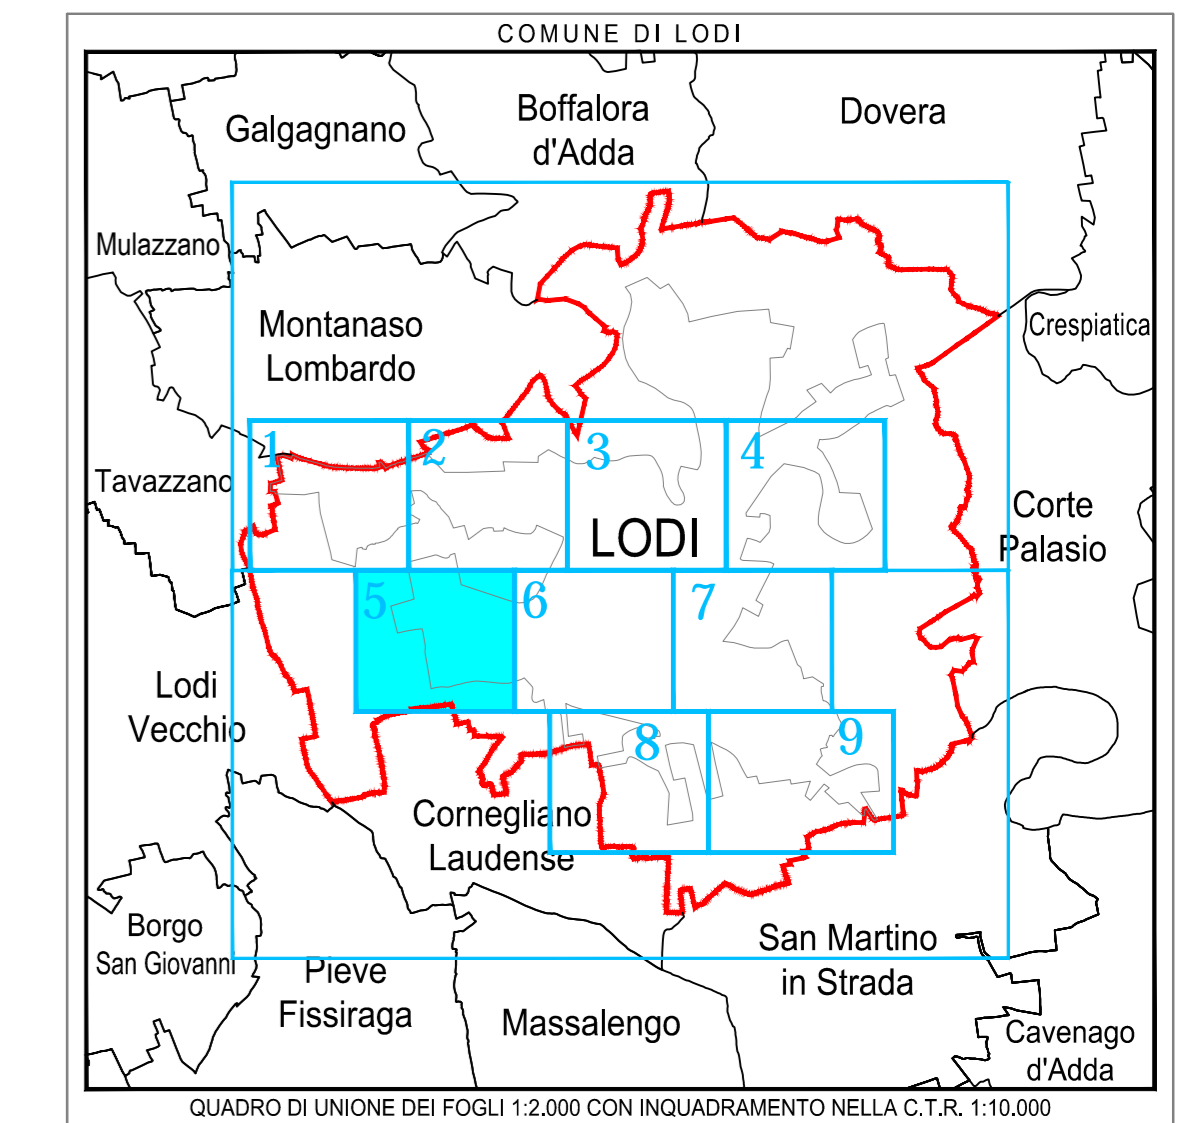 COMUNE DI LODI
Galgagnano
Boffalora
d'Adda
Dovera
Mulazzano
Montanaso
Lombardo
Crespiatica
1
2
3
4
Tavazzano
LODI
Corte
Palasio
5
6
7
Lodi
Vecchio
8
9
Cornegliano
Laudense
Borgo
San Giovanni
Pieve
Fissiraga
Massalengo
San Martino
in Strada
Cavenago
d'Adda
QUADRO DI UNIONE DEI FOGLI 1:2.000 CON INQUADRAMENTO NELLA C.T.R. 1:10.000